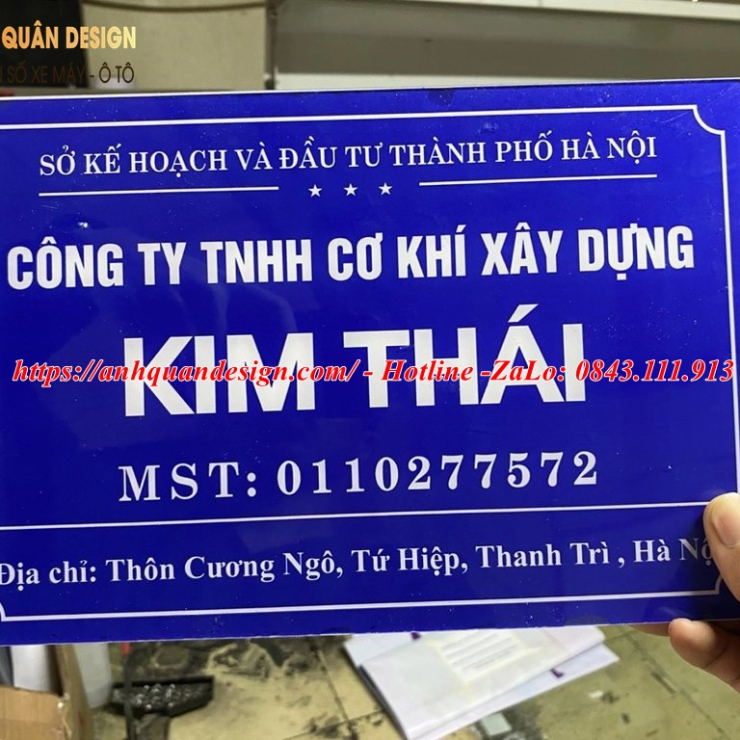 QUÂN DESIGN
SỐ XE MÁY - Ô TÔ
SỞ KẾ HOẠCH VÀ ĐẦU TƯ THÀNH PHỐ HÀ NỘI
CÔNG TY TNHH CƠ KHÍ XÂY DỰNG
KIM THÁI
https://anhquandesign.com/ - Hotline -ZaLo: 0843.111.913
MST: 0110277572
Địa chỉ: Thôn Cương Ngô, Tứ Hiệp, Thanh Trì , Hà Nội